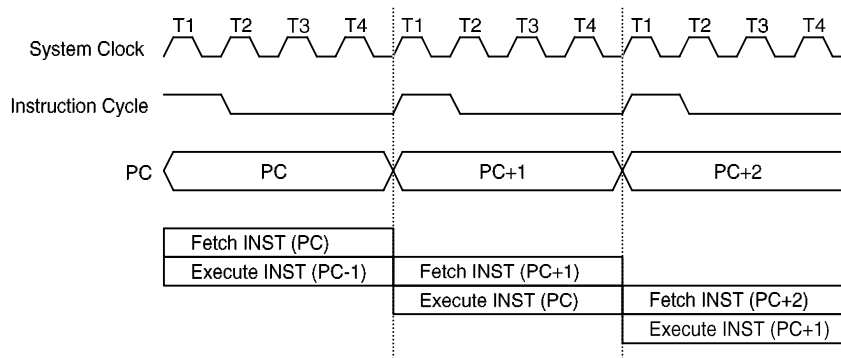 T1 T2 T3 T4 T1 T2 T3 T4 T1 T2 T3 T4
System Clock
Instruction Cycle
PC PC PC+1 PC+2
Fetch INST (PC)
Execute INST (PC-1) Fetch INST (PC+1)
Execute INST (PC) Fetch INST (PC+2)
Execute INST (PC+1)